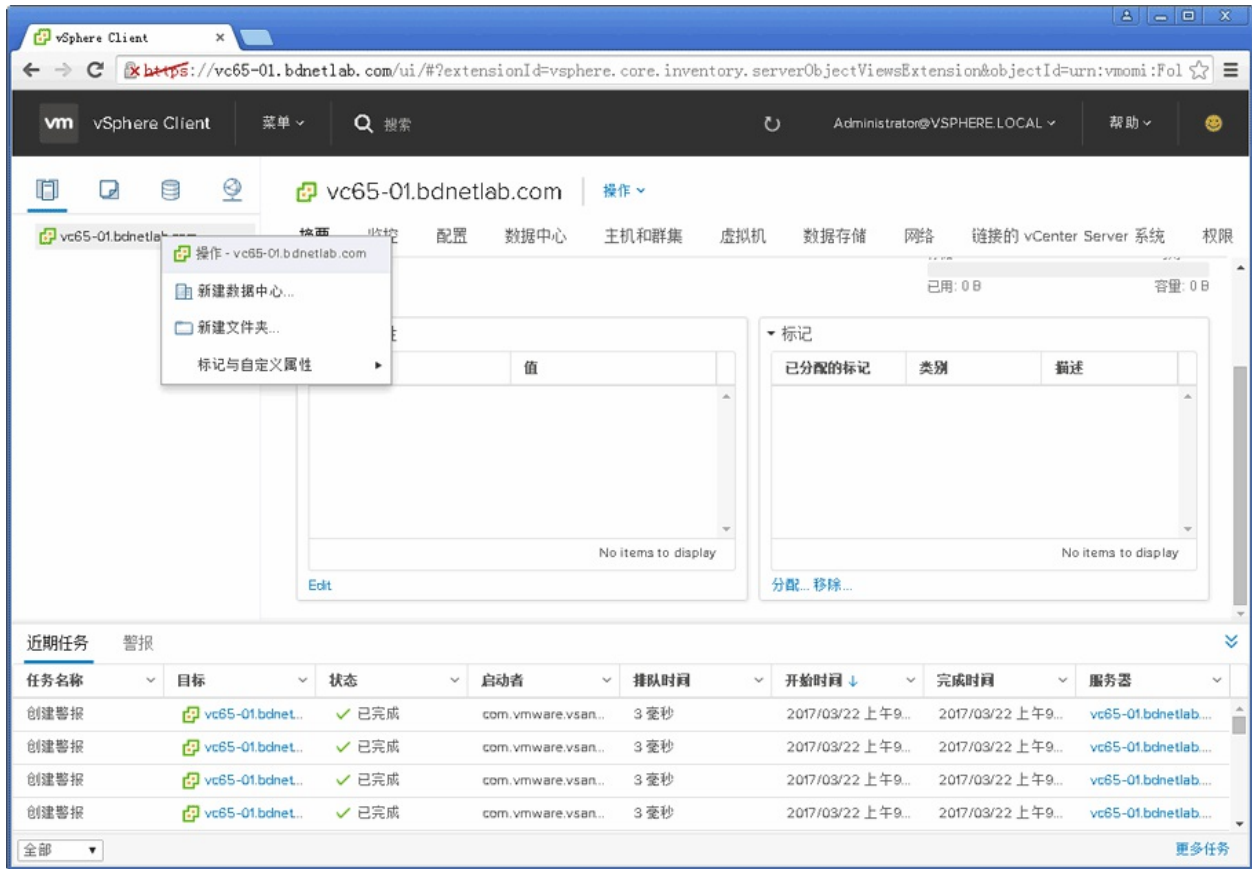 vSphere Client
https://vc65-01.bdnetlab.com/ui/#?extensionId=vsphere.core.inventory.serverObjectViewsExtension&objectId=urn:vmomi:Fol
vm vSphere Client 菜单 搜索 Administrator@VSPHERE.LOCAL 帮助
vc65-01.bdnetlab.com 操作
vc65-01.bdnetlab.com
摘要 监控 配置 数据中心 主机和群集 虚拟机 数据存储 网络 链接的 vCenter Server 系统 权限
操作 - vc65-01.bdnetlab.com
新建数据中心...
新建文件夹...
标记与自定义属性
已用: 0 B 容量: 0 B
标记
值
已分配的标记 类别 描述
No items to display
No items to display
Edit
分配... 移除...
近期任务 警报
任务名称 目标 状态 启动者 排队时间 开始时间 完成时间 服务器
创建警报 vc65-01.bdnet... 已完成 com.vmware.vsan... 3 毫秒 2017/03/22 上午9... 2017/03/22 上午9... vc65-01.bdnetlab....
创建警报 vc65-01.bdnet... 已完成 com.vmware.vsan... 3 毫秒 2017/03/22 上午9... 2017/03/22 上午9... vc65-01.bdnetlab....
创建警报 vc65-01.bdnet... 已完成 com.vmware.vsan... 3 毫秒 2017/03/22 上午9... 2017/03/22 上午9... vc65-01.bdnetlab....
创建警报 vc65-01.bdnet... 已完成 com.vmware.vsan... 3 毫秒 2017/03/22 上午9... 2017/03/22 上午9... vc65-01.bdnetlab....
全部 更多任务